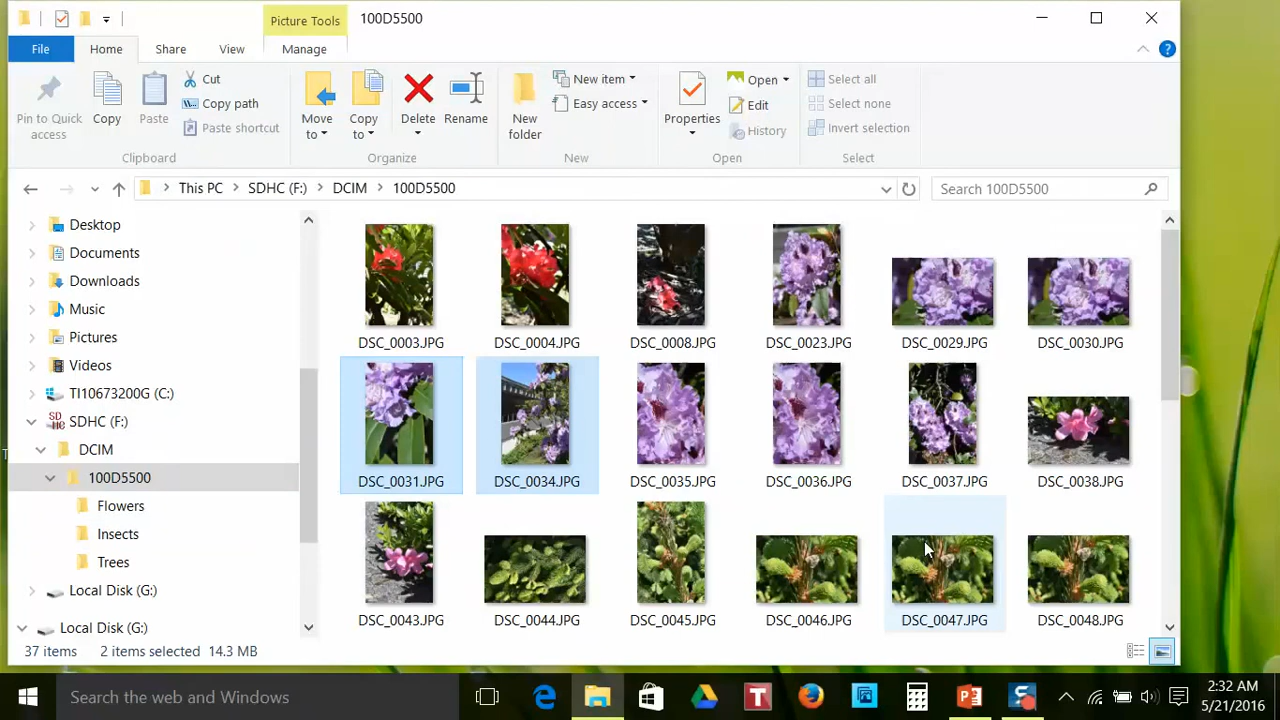 Picture Tools 100D5500
File Home Share View Manage
Pin to Quick access
Copy
Paste
Cut
Copy path
Paste shortcut
Clipboard
Move to
Copy to
Delete
Rename
Organize
New folder
New item
Easy access
New
Properties
Open
Edit
History
Open
Select all
Select none
Invert selection
Select
This PC SDHC (F:) DCIM 100D5500
Search 100D5500
Desktop
Documents
Downloads
Music
Pictures
Videos
TI10673200G (C:)
SDHC (F:)
DCIM
100D5500
Flowers
Insects
Trees
Local Disk (G:)
Local Disk (G:)
DSC_0003.JPG DSC_0004.JPG DSC_0008.JPG DSC_0023.JPG DSC_0029.JPG DSC_0030.JPG
DSC_0031.JPG DSC_0034.JPG DSC_0035.JPG DSC_0036.JPG DSC_0037.JPG DSC_0038.JPG
DSC_0043.JPG DSC_0044.JPG DSC_0045.JPG DSC_0046.JPG DSC_0047.JPG DSC_0048.JPG
37 items 2 items selected 14.3 MB
Search the web and Windows
2:32 AM
5/21/2016